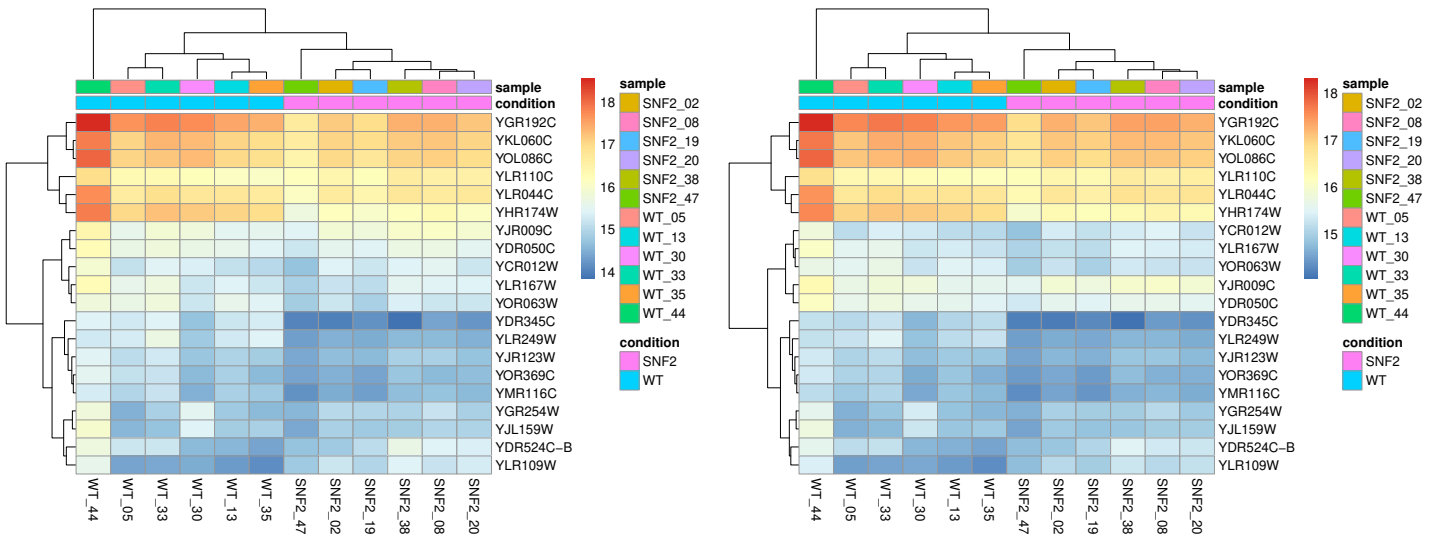 sample
condition
YGR192C
YKL060C
YOL086C
YLR110C
YLR044C
YHR174W
YJR009C
YDR050C
YCR012W
YLR167W
YOR063W
YDR345C
YLR249W
YJR123W
YOR369C
YMR116C
YGR254W
YJL159W
YDR524C−B
YLR109W
WT_44
WT_05
WT_33
WT_30
WT_13
WT_35
SNF2_47
SNF2_02
SNF2_19
SNF2_38
SNF2_08
SNF2_20
18
17
16
15
14
sample
SNF2_02
SNF2_08
SNF2_19
SNF2_20
SNF2_38
SNF2_47
WT_05
WT_13
WT_30
WT_33
WT_35
WT_44
condition
SNF2
WT
sample
condition
YGR192C
YKL060C
YOL086C
YLR110C
YLR044C
YHR174W
YCR012W
YLR167W
YOR063W
YJR009C
YDR050C
YDR345C
YLR249W
YJR123W
YOR369C
YMR116C
YGR254W
YJL159W
YDR524C−B
YLR109W
WT_44
WT_05
WT_33
WT_30
WT_13
WT_35
SNF2_47
SNF2_02
SNF2_19
SNF2_38
SNF2_08
SNF2_20
18
17
16
15
sample
SNF2_02
SNF2_08
SNF2_19
SNF2_20
SNF2_38
SNF2_47
WT_05
WT_13
WT_30
WT_33
WT_35
WT_44
condition
SNF2
WT